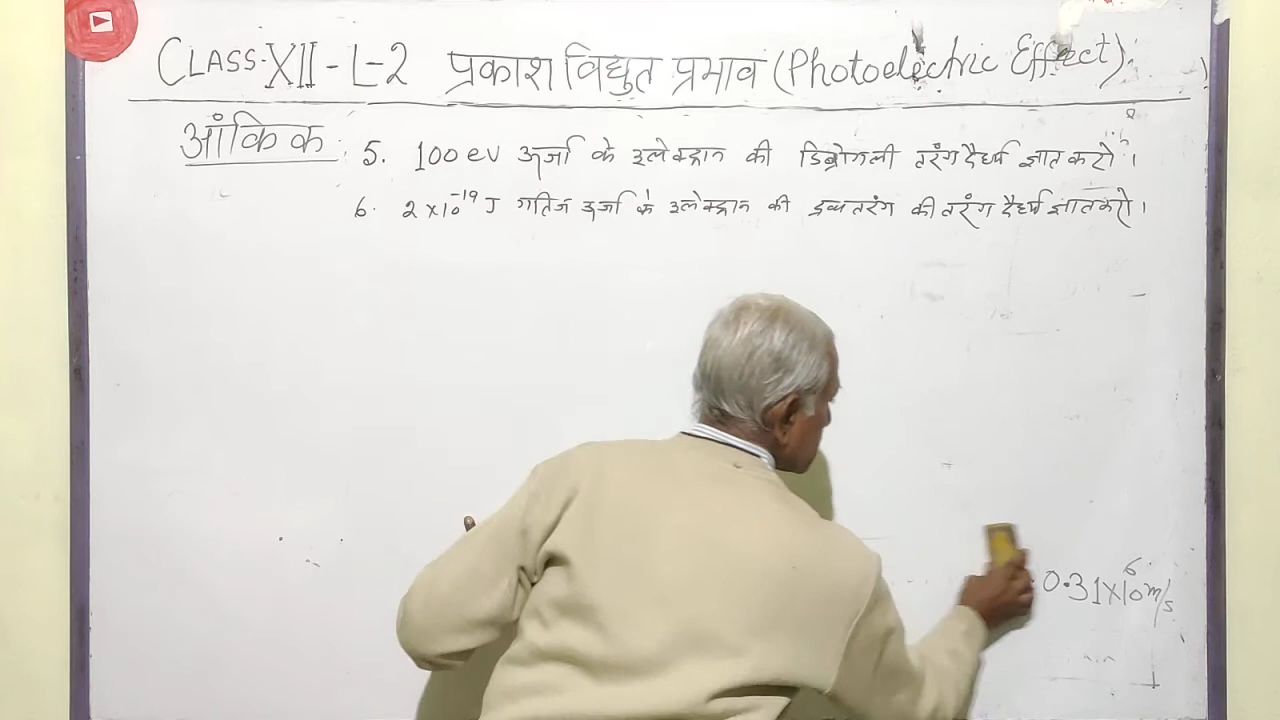 CLASS-XII-L-2 प्रकाश विद्युत प्रभाव (Photoelectric Effect)
आंकिक
5. 100 eV ऊर्जा के इलेक्ट्रान की डिब्रोगली तरंगदैर्घ्य ज्ञात करो।
6. 2×10⁻¹⁹ J गतिज ऊर्जा के इलेक्ट्रान की द्रव्यतरंग की तरंग दैर्घ्य ज्ञात करो।
0.31×10⁶ m/s